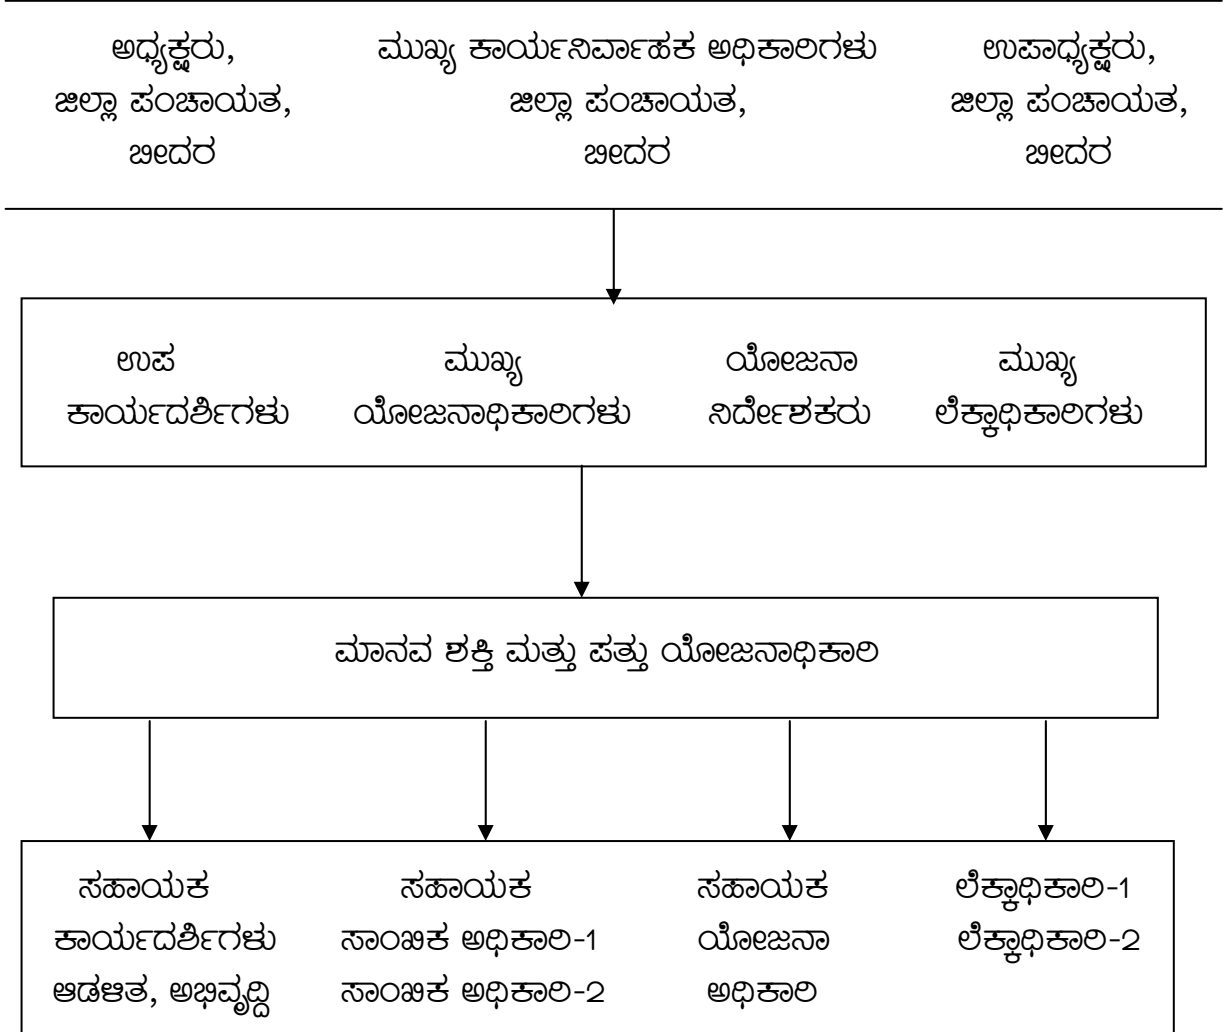 ಅಧ್ಯಕ್ಷರು, ಮುಖ್ಯ ಕಾರ್ಯನಿರ್ವಾಹಕ ಅಧಿಕಾರಿಗಳು ಉಪಾಧ್ಯಕ್ಷರು,
ಜಿಲ್ಲಾ ಪಂಚಾಯತ, ಜಿಲ್ಲಾ ಪಂಚಾಯತ, ಜಿಲ್ಲಾ ಪಂಚಾಯತ,
ಬೀದರ ಬೀದರ ಬೀದರ
ಉಪ ಮುಖ್ಯ ಯೋಜನಾ ಮುಖ್ಯ
ಕಾರ್ಯದರ್ಶಿಗಳು ಯೋಜನಾಧಿಕಾರಿಗಳು ನಿರ್ದೇಶಕರು ಲೆಕ್ಕಾಧಿಕಾರಿಗಳು
ಮಾನವ ಶಕ್ತಿ ಮತ್ತು ಪತ್ತು ಯೋಜನಾಧಿಕಾರಿ
ಸಹಾಯಕ ಸಹಾಯಕ ಸಹಾಯಕ ಲೆಕ್ಕಾಧಿಕಾರಿ-1
ಕಾರ್ಯದರ್ಶಿಗಳು ಸಾಂಖಿಕ ಅಧಿಕಾರಿ-1 ಯೋಜನಾ ಲೆಕ್ಕಾಧಿಕಾರಿ-2
ಆಡಳಿತ, ಅಭಿವೃದ್ಧಿ ಸಾಂಖಿಕ ಅಧಿಕಾರಿ-2 ಅಧಿಕಾರಿ